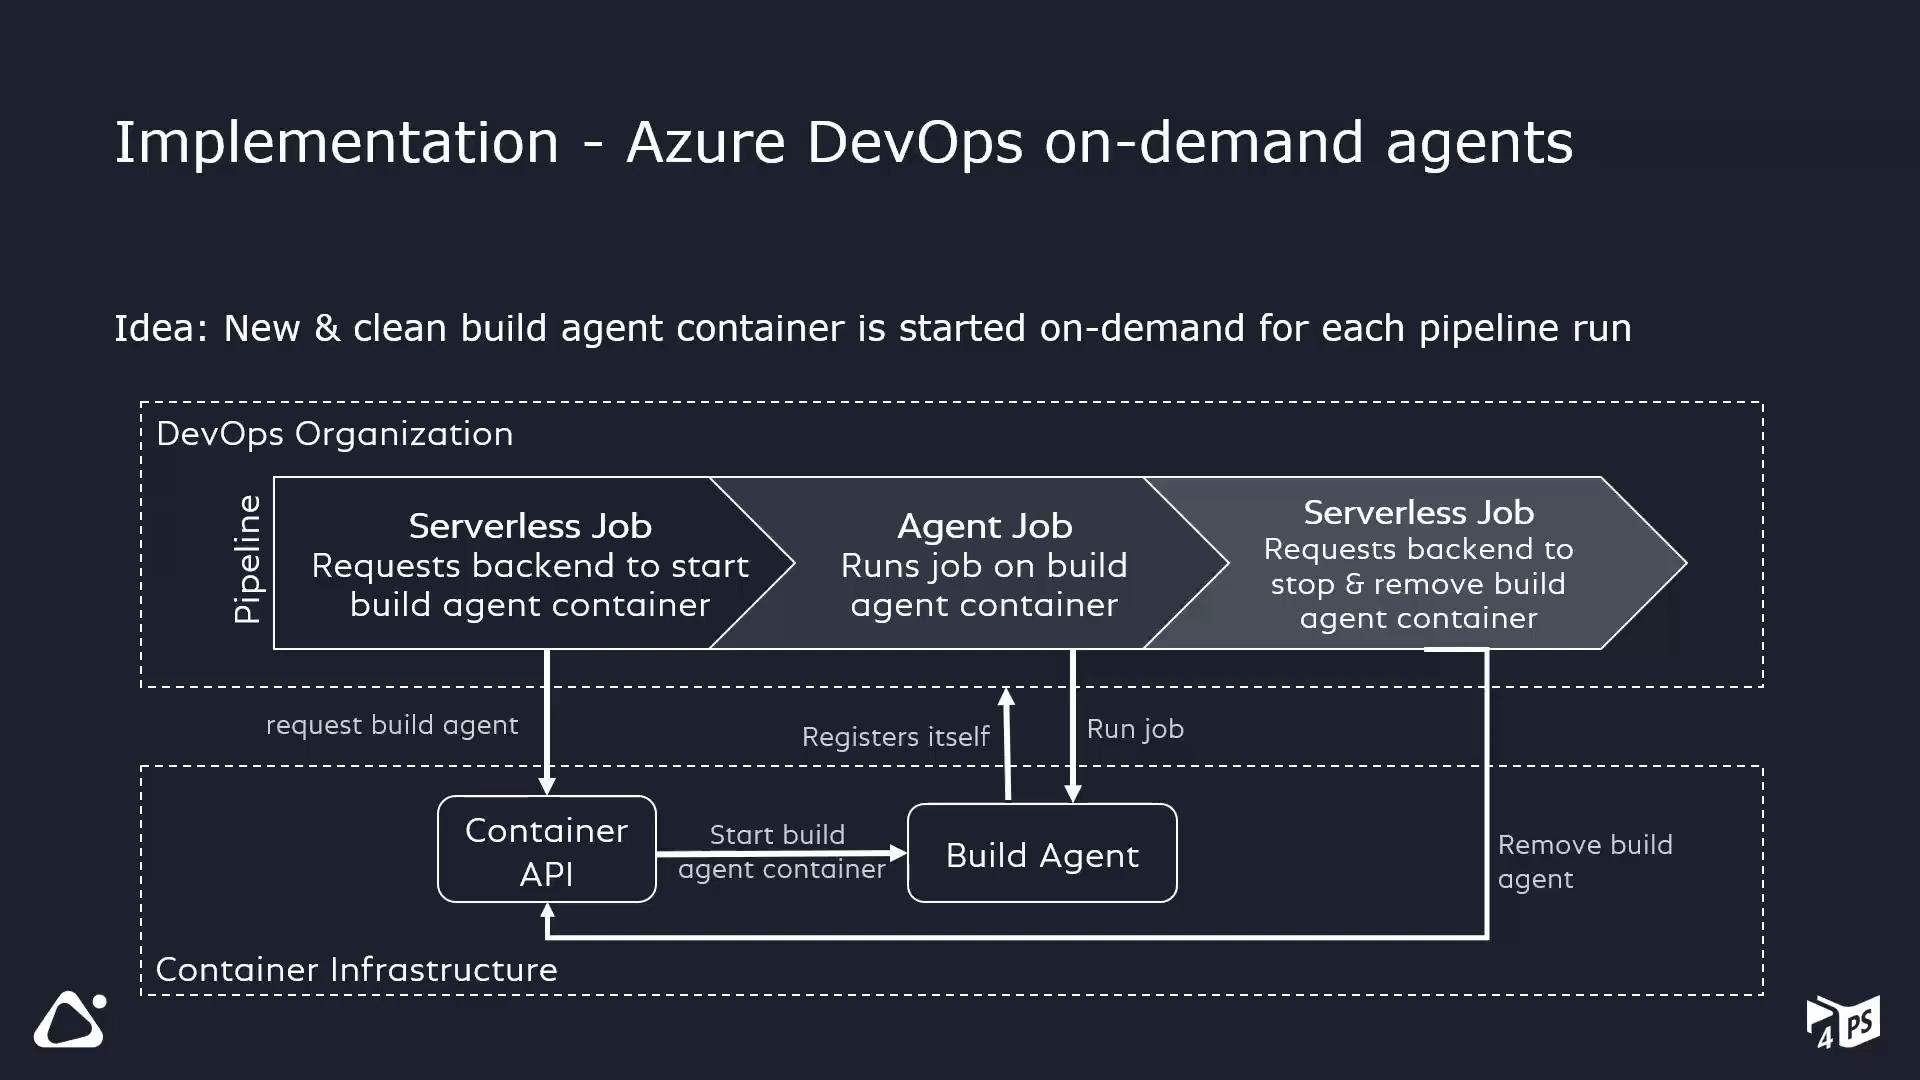 Implementation - Azure DevOps on-demand agents
Idea: New & clean build agent container is started on-demand for each pipeline run
DevOps Organization
Pipeline
Serverless Job
Requests backend to start
build agent container
Agent Job
Runs job on build
agent container
Serverless Job
Requests backend to
stop & remove build
agent container
request build agent
Registers itself
Run job
Container
API
Start build
agent container
Build Agent
Remove build
agent
Container Infrastructure
4PS